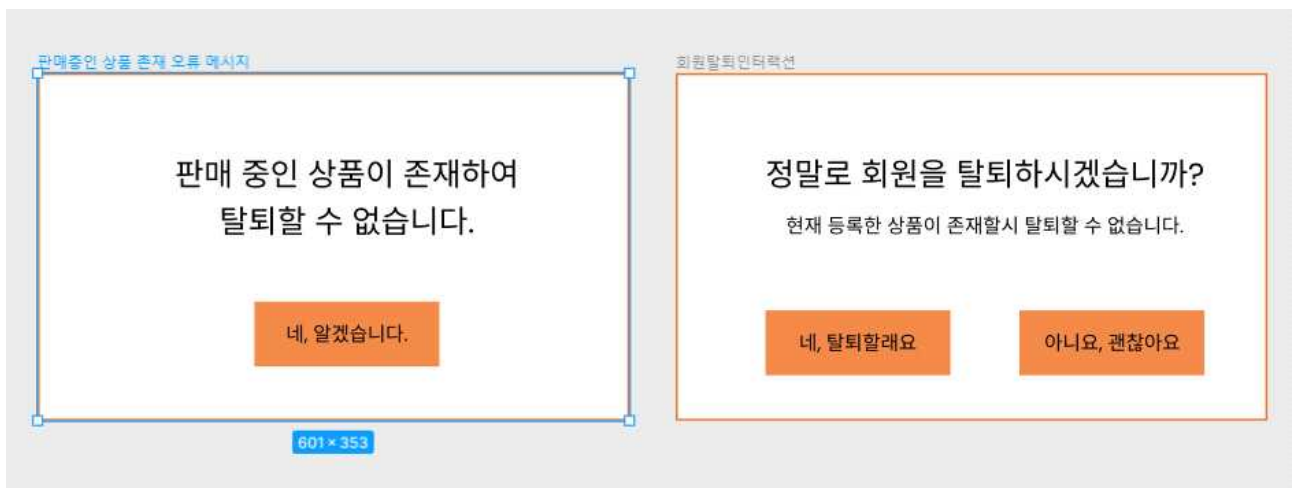 판매중인 상품 존재 오류 메시지
판매 중인 상품이 존재하여
탈퇴할 수 없습니다.
네, 알겠습니다.
601 × 353
회원탈퇴인터랙션
정말로 회원을 탈퇴하시겠습니까?
현재 등록한 상품이 존재할시 탈퇴할 수 없습니다.
네, 탈퇴할래요
아니요, 괜찮아요